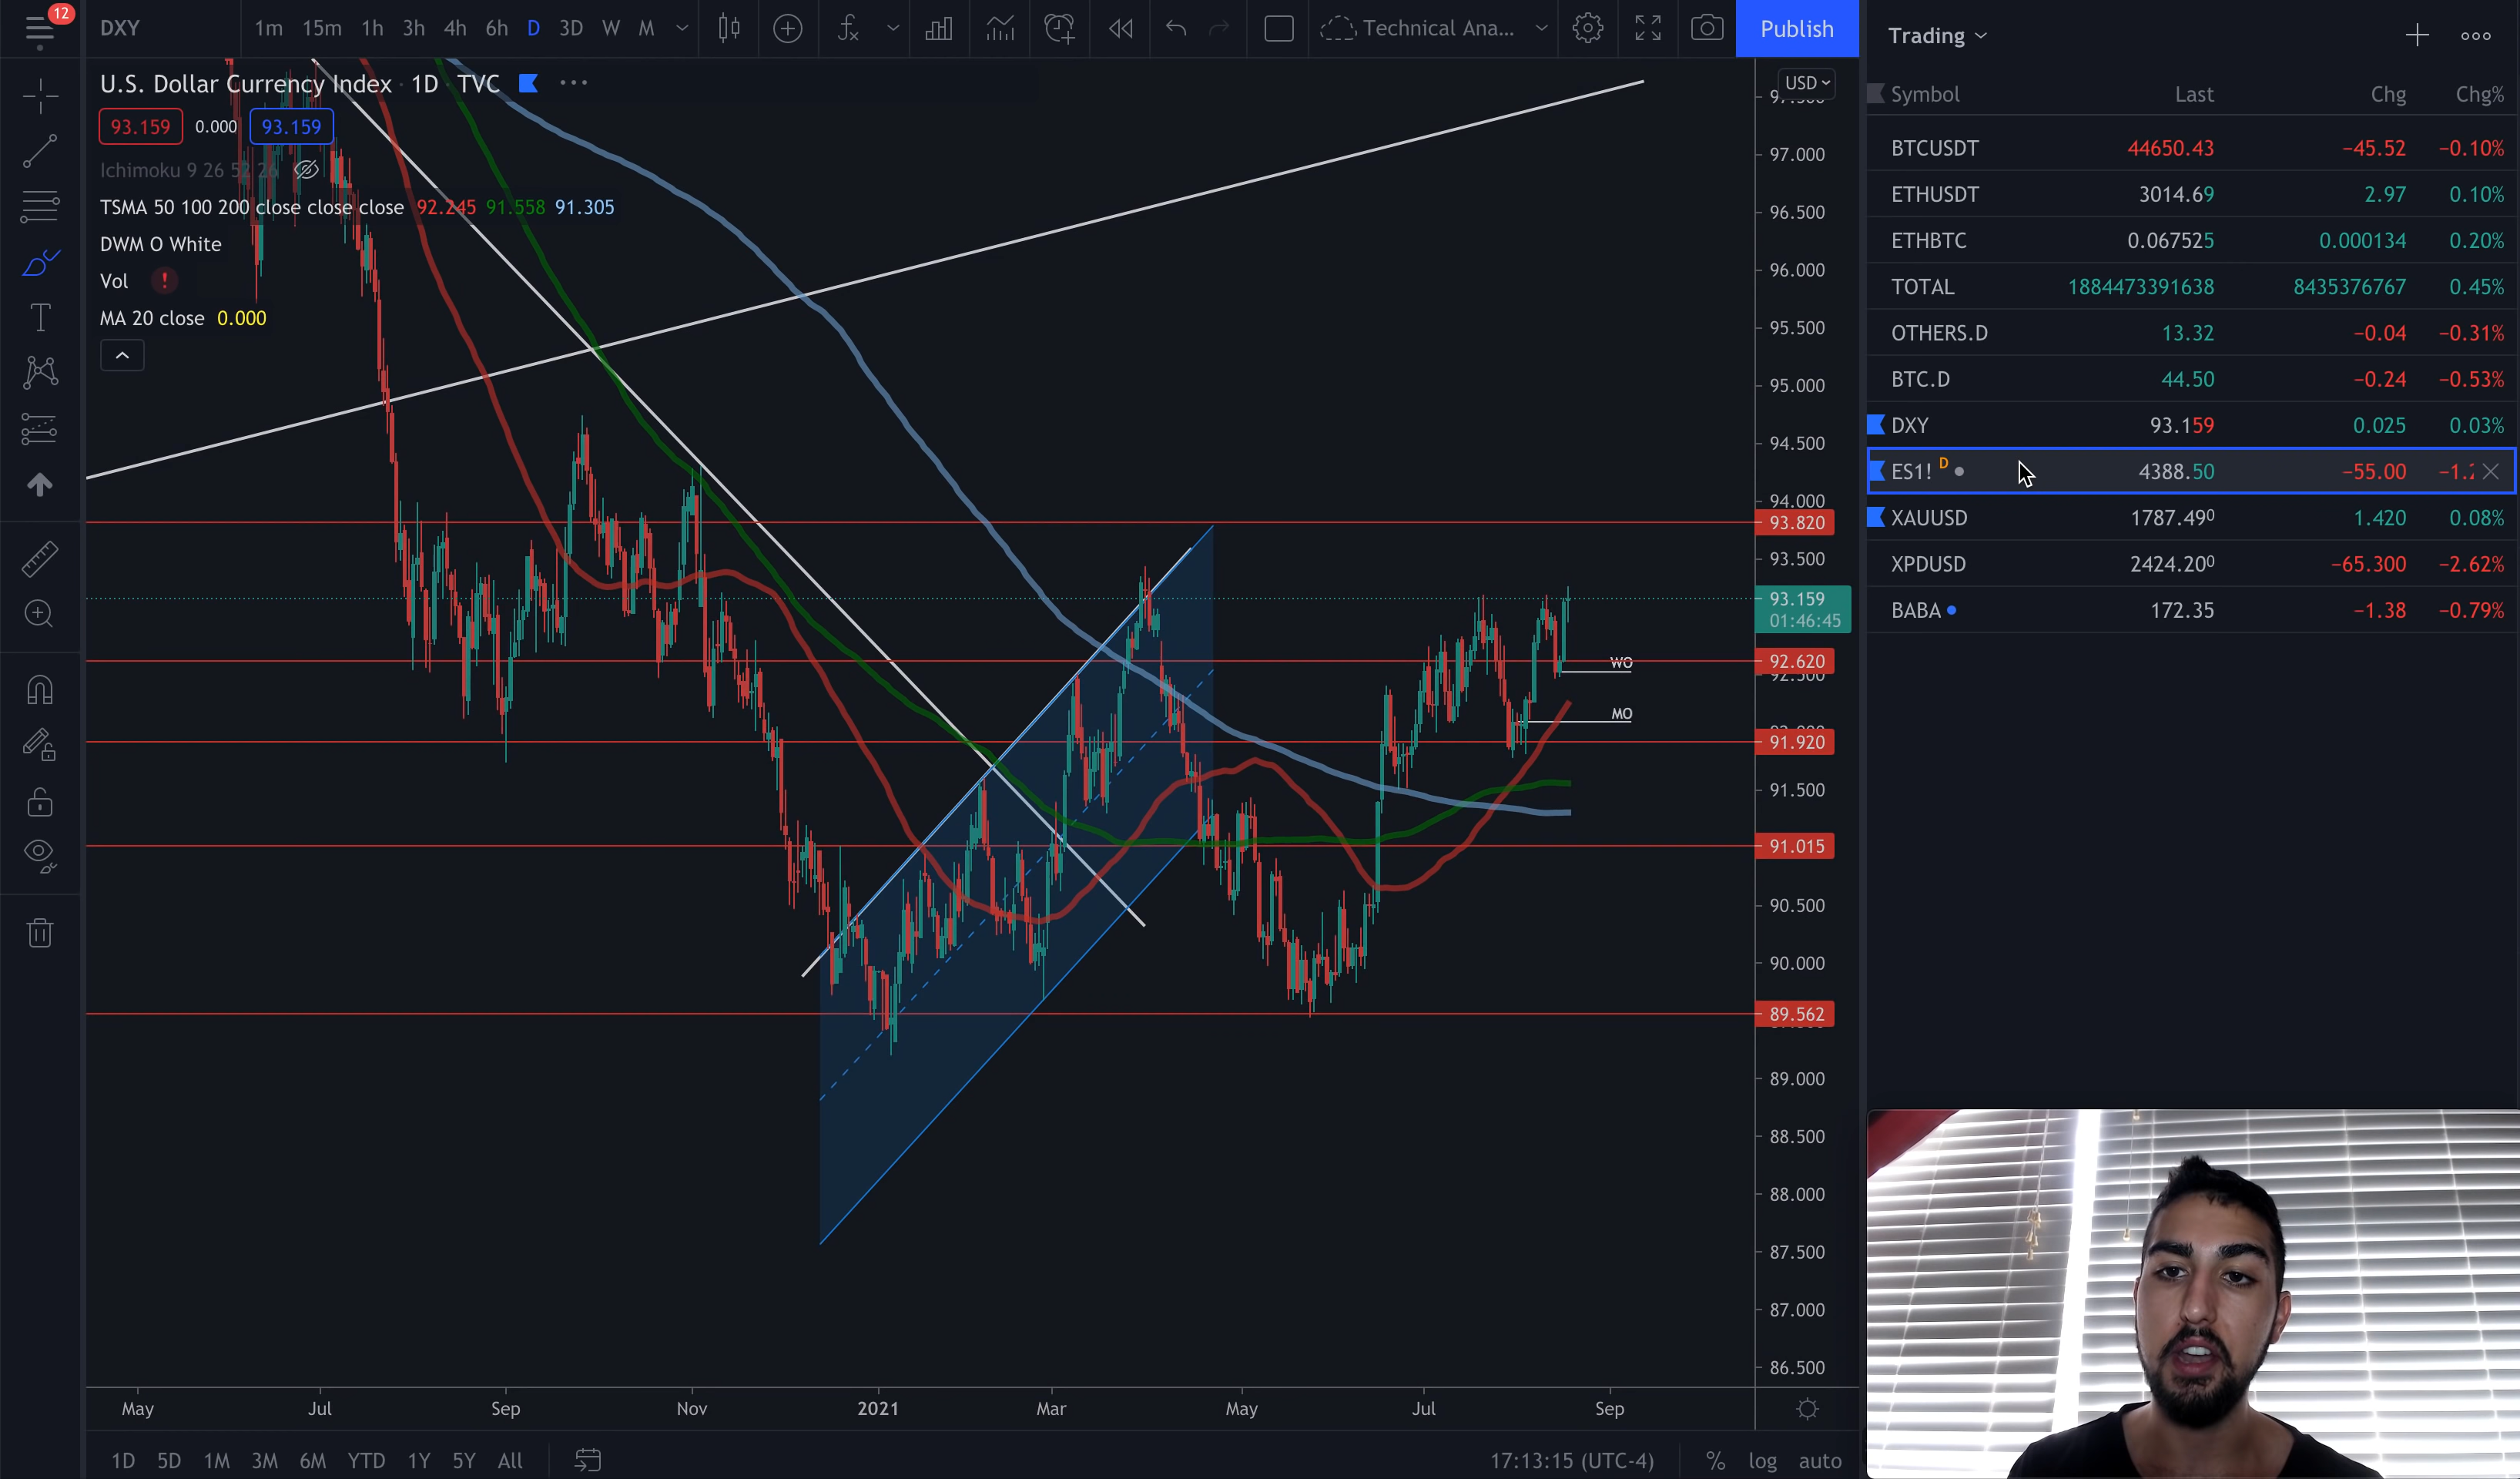 12
DXY 1m 15m 1h 3h 4h 6h D 3D W M Technical Ana... Publish
U.S. Dollar Currency Index · 1D · TVC
93.159 0.000 93.159
Ichimoku 9 26 52 26
TSMA 50 100 200 close close close 92.245 91.558 91.305
DWM O White
Vol !
MA 20 close 0.000
USD
97.000
96.500
96.000
95.500
95.000
94.500
94.000
93.820
93.500
93.159
01:46:45
WO 92.620
MO
91.920
91.500
91.015
90.500
90.000
89.562
89.000
88.500
88.000
87.500
87.000
86.500
May Jul Sep Nov 2021 Mar May Jul Sep
1D 5D 1M 3M 6M YTD 1Y 5Y All 17:13:15 (UTC-4) % log auto
Trading
Symbol Last Chg Chg%
BTCUSDT 44650.43 −45.52 −0.10%
ETHUSDT 3014.69 2.97 0.10%
ETHBTC 0.067525 0.000134 0.20%
TOTAL 1884473391638 8435376767 0.45%
OTHERS.D 13.32 −0.04 −0.31%
BTC.D 44.50 −0.24 −0.53%
DXY 93.159 0.025 0.03%
ES1! D 4388.50 −55.00
XAUUSD 1787.490 1.420 0.08%
XPDUSD 2424.200 −65.300 −2.62%
BABA 172.35 −1.38 −0.79%